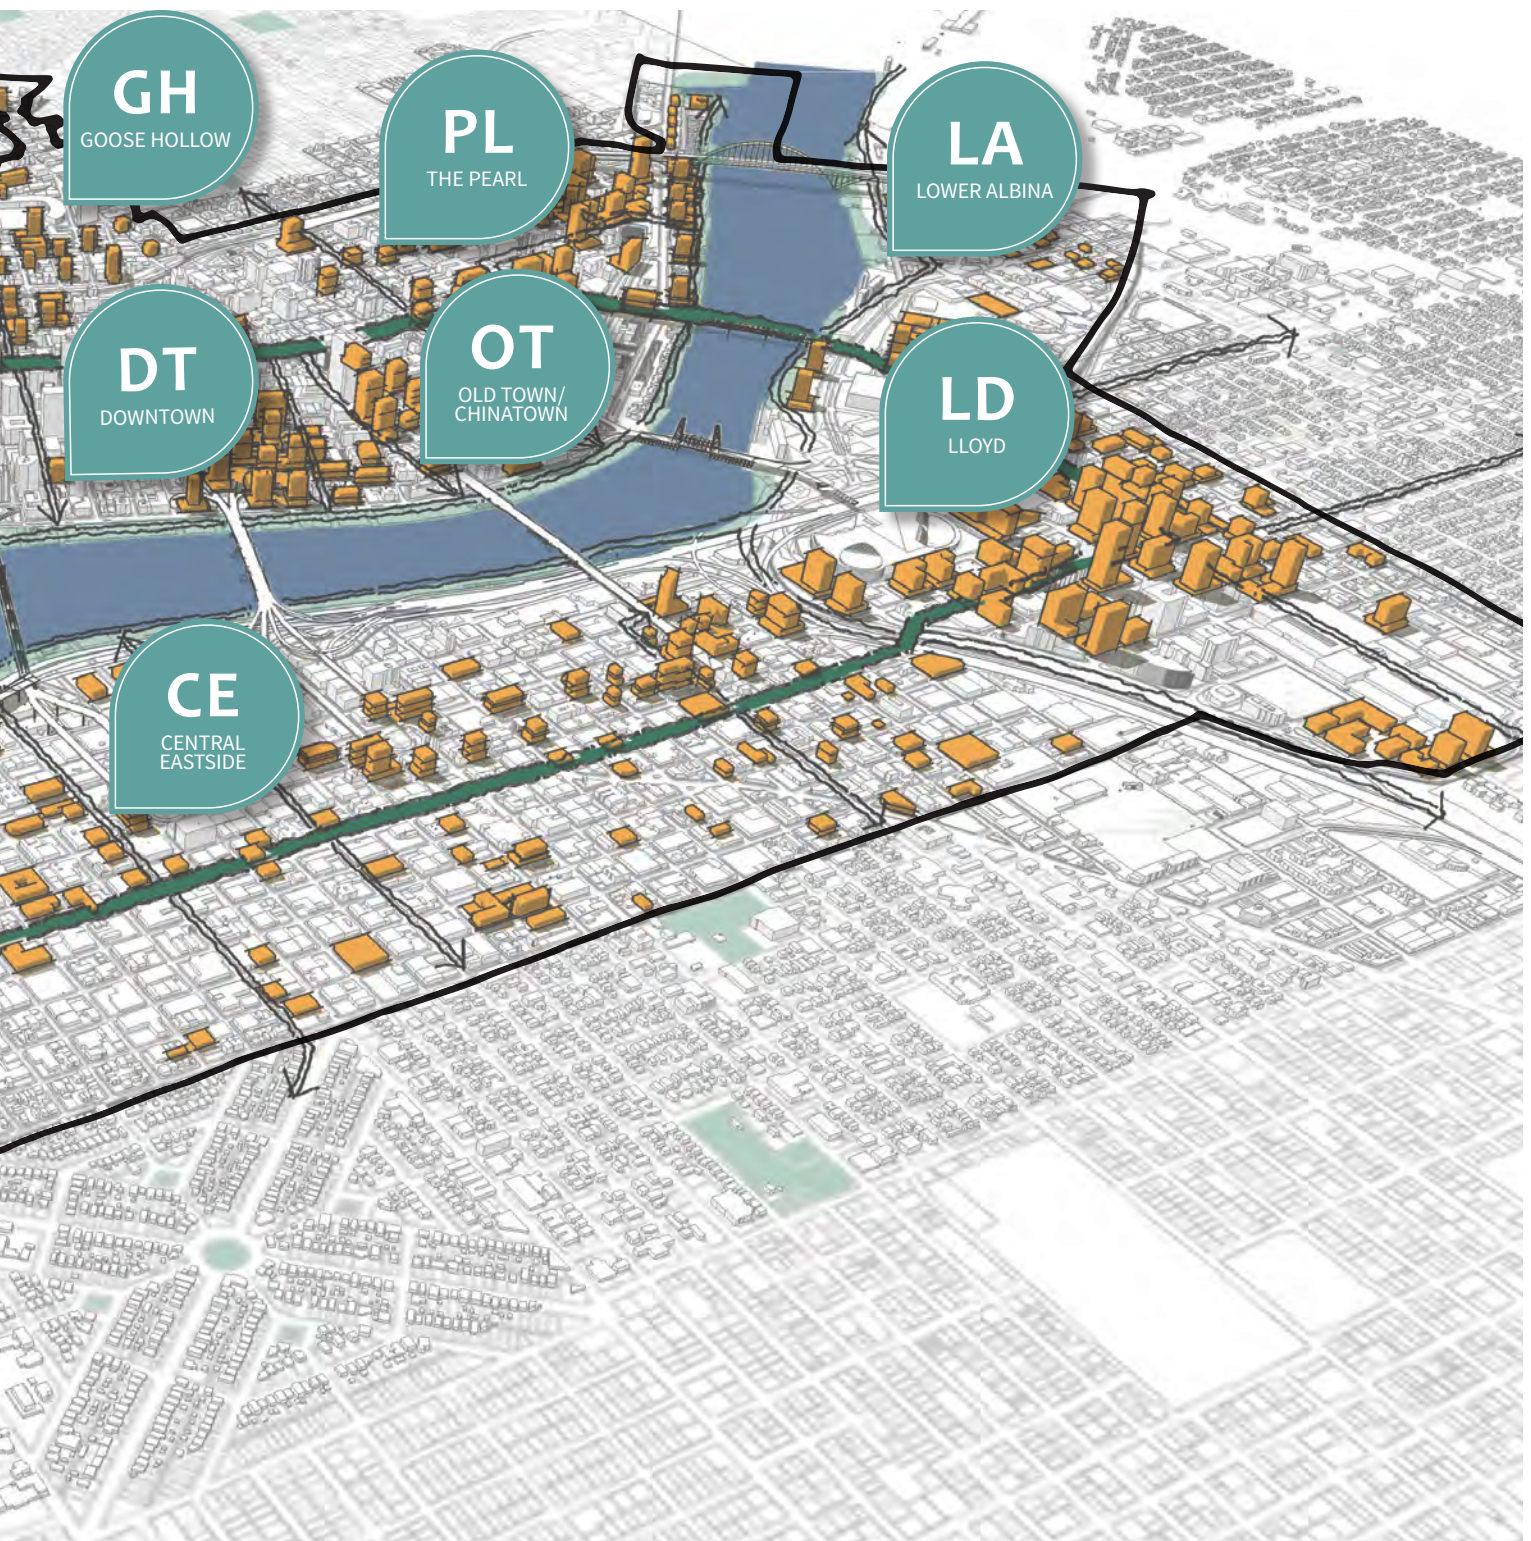 GH
GOOSE HOLLOW
PL
THE PEARL
LA
LOWER ALBINA
DT
DOWNTOWN
OT
OLD TOWN/
CHINATOWN
LD
LLOYD
CE
CENTRAL
EASTSIDE